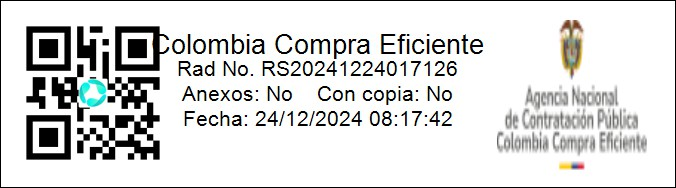 Colombia Compra Eficiente
Rad No. RS20241224017126
Anexos: No Con copia: No
Fecha: 24/12/2024 08:17:42
Agencia Nacional
de Contratación Pública
Colombia Compra Eficiente